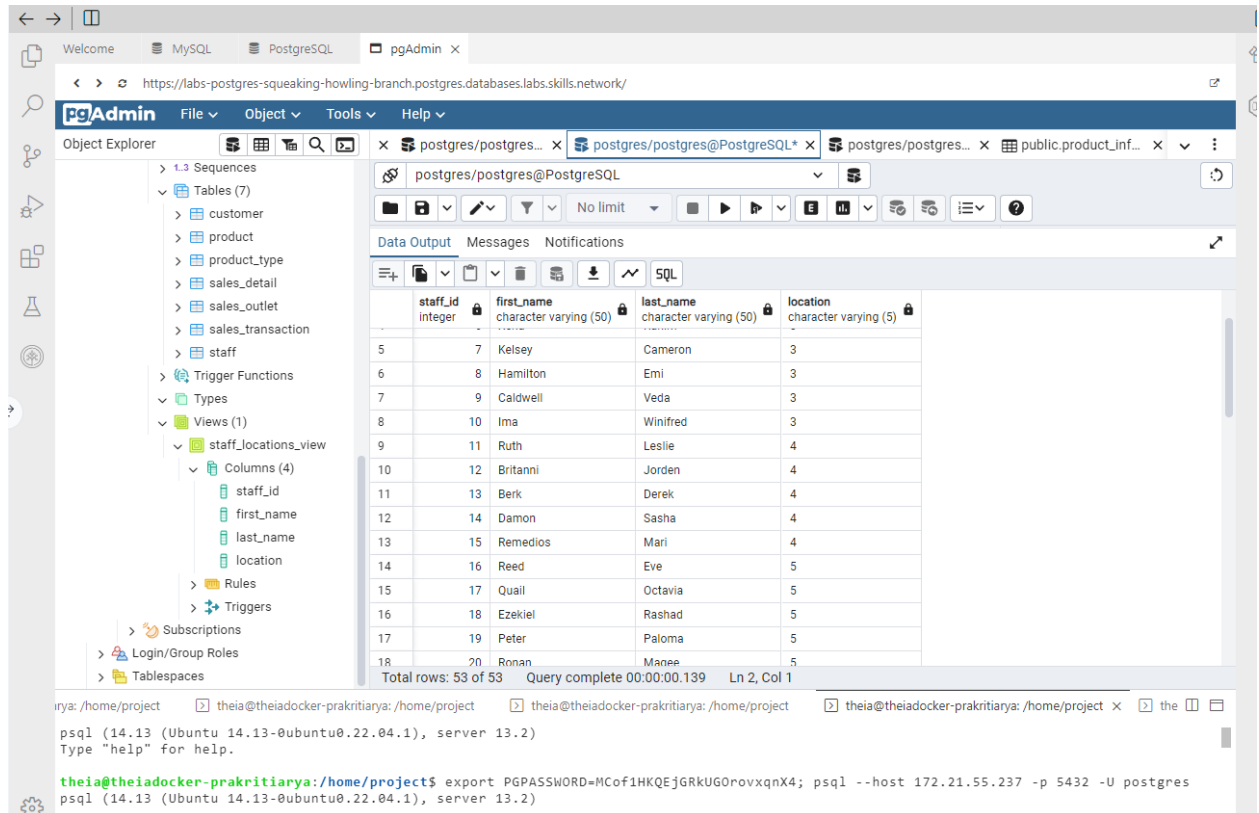 Welcome MySQL PostgreSQL pgAdmin
https://labs-postgres-squeaking-howling-branch.postgres.databases.labs.skills.network/
pgAdmin File Object Tools Help
Object Explorer
1..3 Sequences
Tables (7)
customer
product
product_type
sales_detail
sales_outlet
sales_transaction
staff
Trigger Functions
Types
Views (1)
staff_locations_view
Columns (4)
staff_id
first_name
last_name
location
Rules
Triggers
Subscriptions
Login/Group Roles
Tablespaces
postgres/postgres... postgres/postgres@PostgreSQL* postgres/postgres... public.product_inf...
postgres/postgres@PostgreSQL
No limit E
Data Output Messages Notifications
SQL
staff_id first_name last_name location
integer character varying (50) character varying (50) character varying (5)
5 7 Kelsey Cameron 3
6 8 Hamilton Emi 3
7 9 Caldwell Veda 3
8 10 Ima Winifred 3
9 11 Ruth Leslie 4
10 12 Britanni Jorden 4
11 13 Berk Derek 4
12 14 Damon Sasha 4
13 15 Remedios Mari 4
14 16 Reed Eve 5
15 17 Quail Octavia 5
16 18 Ezekiel Rashad 5
17 19 Peter Paloma 5
18 20 Ronan Magee 5
Total rows: 53 of 53 Query complete 00:00:00.139 Ln 2, Col 1
arya: /home/project theia@theiadocker-prakritiarya: /home/project theia@theiadocker-prakritiarya: /home/project theia@theiadocker-prakritiarya: /home/project the
psql (14.13 (Ubuntu 14.13-0ubuntu0.22.04.1), server 13.2)
Type "help" for help.
theia@theiadocker-prakritiarya:/home/project$ export PGPASSWORD=MCof1HKQEjGRkUGOrovxqnX4; psql --host 172.21.55.237 -p 5432 -U postgres
psql (14.13 (Ubuntu 14.13-0ubuntu0.22.04.1), server 13.2)